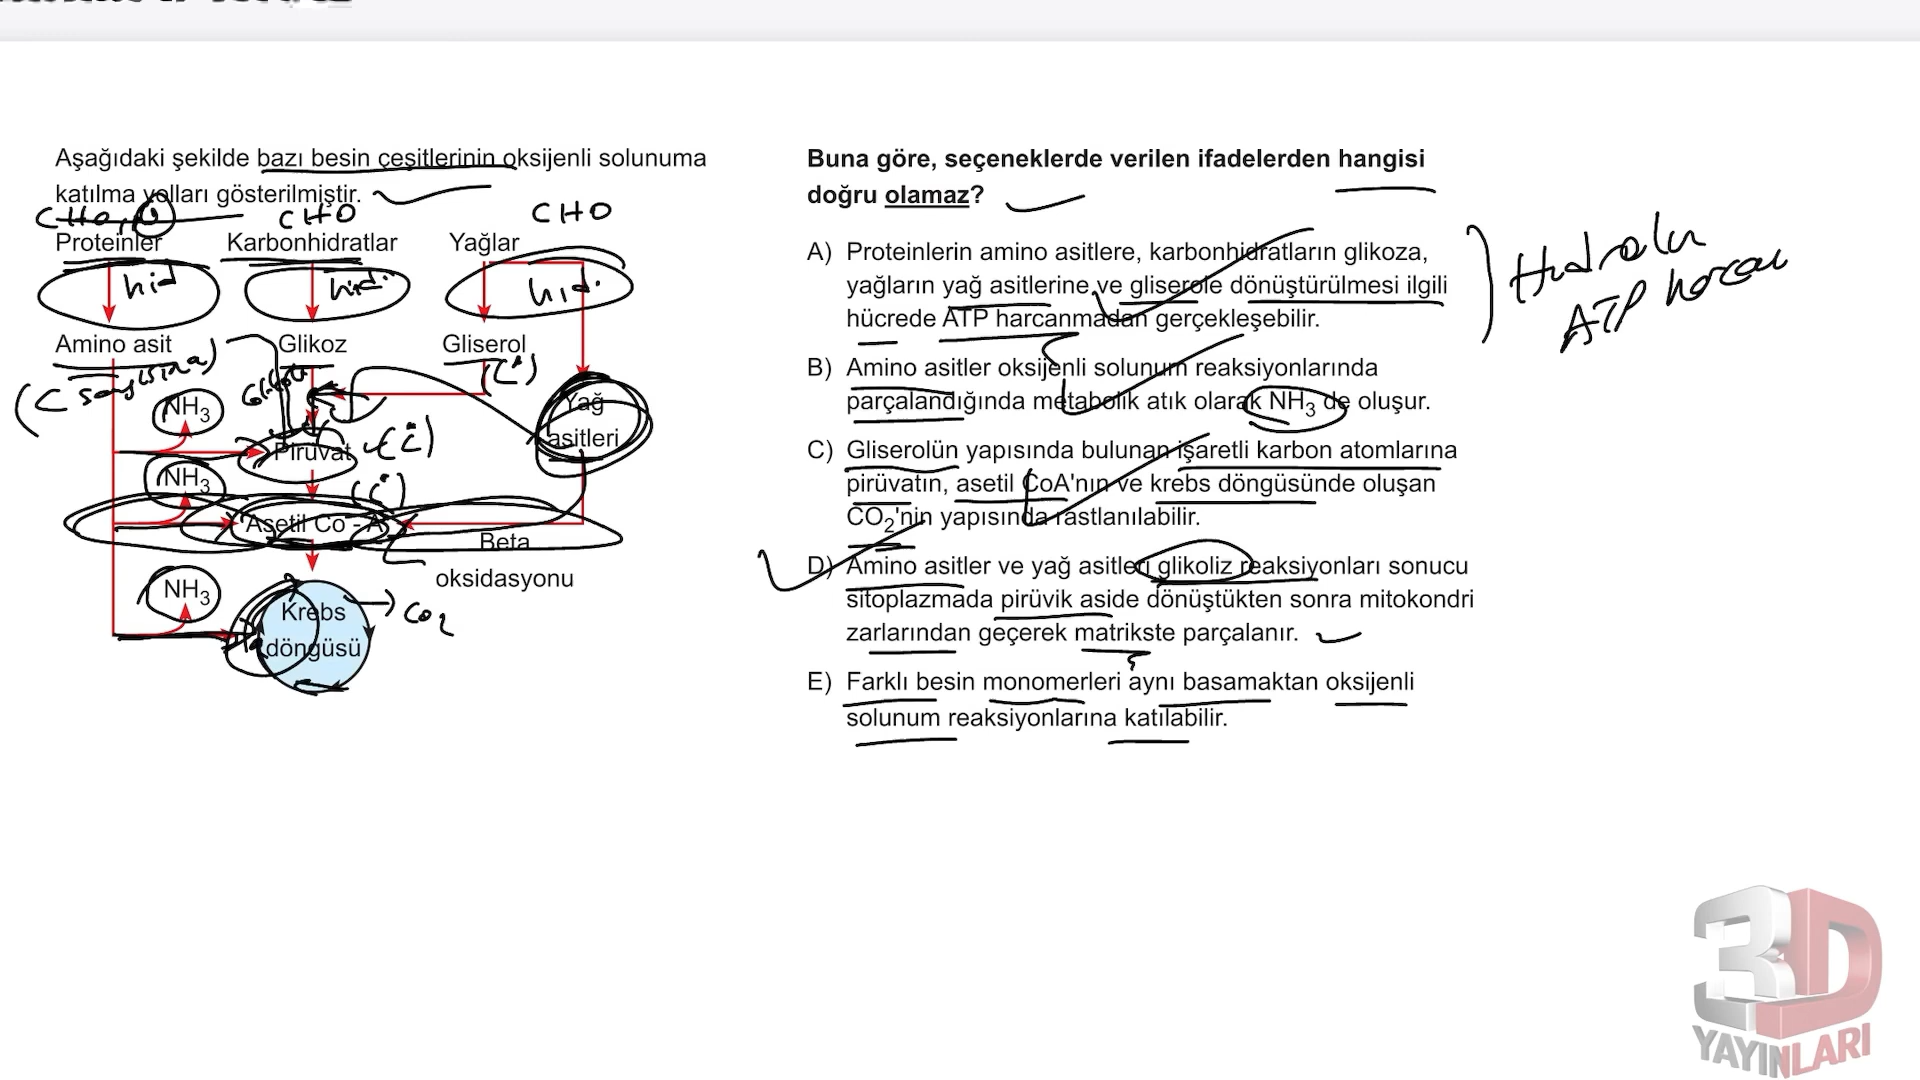 Aşağıdaki şekilde bazı besin çeşitlerinin oksijenli solunuma
katılma yolları gösterilmiştir.
CHO CHO
Proteinler Karbonhidratlar Yağlar
hid hid. hid.
Amino asit Glikoz Gliserol
(C sayısına)
NH3 Yağ
asitleri
Pirüvat
NH3
Asetil Co - A
Beta
oksidasyonu
NH3
Krebs
döngüsü
CO2
Buna göre, seçeneklerde verilen ifadelerden hangisi
doğru olamaz?
A) Proteinlerin amino asitlere, karbonhidratların glikoza,
yağların yağ asitlerine ve gliserole dönüştürülmesi ilgili
hücrede ATP harcanmadan gerçekleşebilir.
B) Amino asitler oksijenli solunum reaksiyonlarında
parçalandığında metabolik atık olarak NH3 de oluşur.
C) Gliserolün yapısında bulunan işaretli karbon atomlarına
pirüvatın, asetil CoA'nın ve krebs döngüsünde oluşan
CO2'nin yapısında rastlanılabilir.
D) Amino asitler ve yağ asitleri glikoliz reaksiyonları sonucu
sitoplazmada pirüvik aside dönüştükten sonra mitokondri
zarlarından geçerek matrikste parçalanır.
E) Farklı besin monomerleri aynı basamaktan oksijenli
solunum reaksiyonlarına katılabilir.
ATP
3D
YAYINLARI